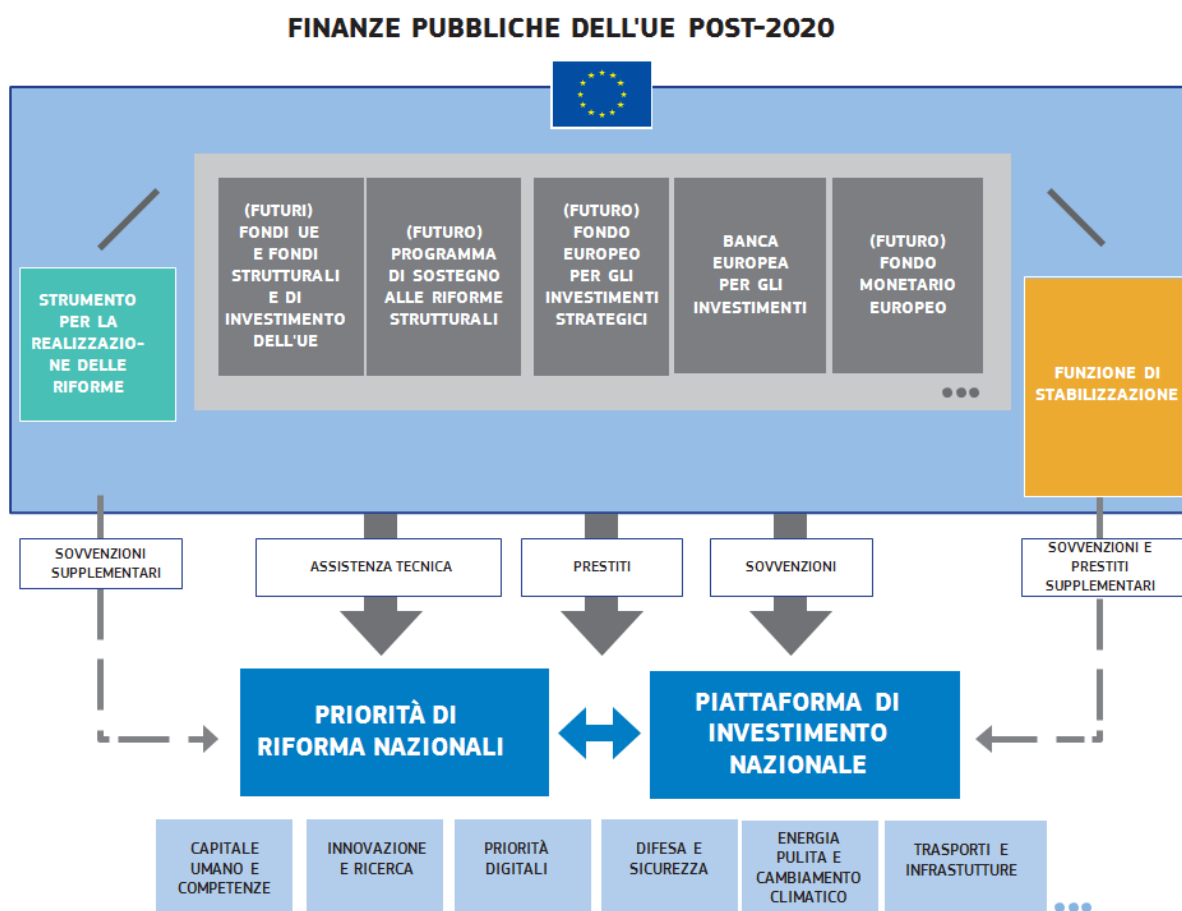 FINANZE PUBBLICHE DELL'UE POST-2020
(FUTURI)
FONDI UE
E FONDI
STRUTTURALI
E DI
INVESTIMENTO
DELL'UE
(FUTURO)
PROGRAMMA
DI SOSTEGNO
ALLE RIFORME
STRUTTURALI
(FUTURO)
FONDO
EUROPEO
PER GLI
INVESTIMENTI
STRATEGICI
BANCA
EUROPEA
PER GLI
INVESTIMENTI
(FUTURO)
FONDO
MONETARIO
EUROPEO
STRUMENTO
PER LA
REALIZZAZIO-
NE DELLE
RIFORME
FUNZIONE DI
STABILIZZAZIONE
SOVVENZIONI
SUPPLEMENTARI
ASSISTENZA TECNICA
PRESTITI
SOVVENZIONI
SOVVENZIONI E
PRESTITI
SUPPLEMENTARI
PRIORITÀ DI
RIFORMA NAZIONALI
PIATTAFORMA DI
INVESTIMENTO
NAZIONALE
CAPITALE
UMANO E
COMPETENZE
INNOVAZIONE
E RICERCA
PRIORITÀ
DIGITALI
DIFESA E
SICUREZZA
ENERGIA
PULITA E
CAMBIAMENTO
CLIMATICO
TRASPORTI E
INFRASTUTTURE